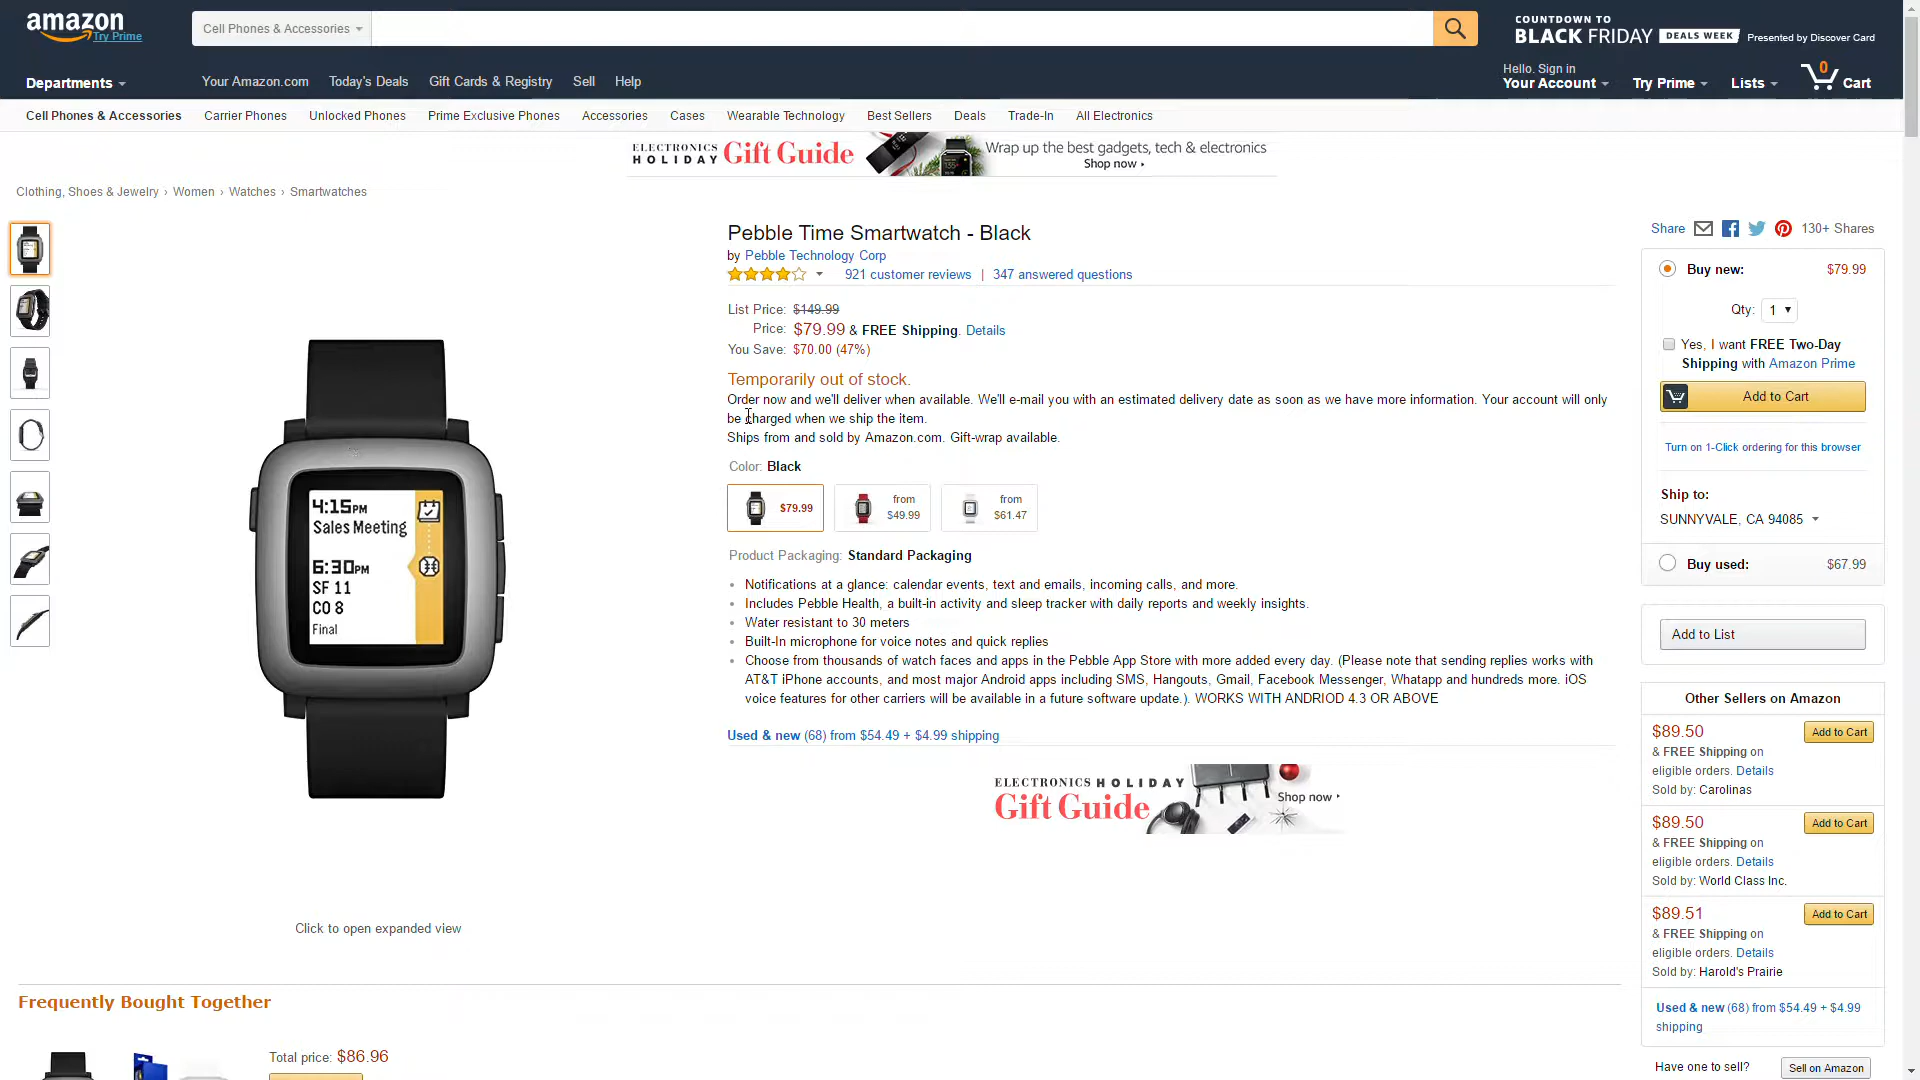 amazon
Try Prime
Cell Phones & Accessories
COUNTDOWN TO
BLACK FRIDAY DEALS WEEK Presented by Discover Card
Departments
Your Amazon.com Today's Deals Gift Cards & Registry Sell Help
Hello. Sign in
Your Account
Try Prime
Lists
0
Cart
Cell Phones & Accessories Carrier Phones Unlocked Phones Prime Exclusive Phones Accessories Cases Wearable Technology Best Sellers Deals Trade-In All Electronics
ELECTRONICS
HOLIDAY Gift Guide
Wrap up the best gadgets, tech & electronics
Shop now
Clothing, Shoes & Jewelry › Women › Watches › Smartwatches
4:15PM
Sales Meeting
6:30PM
SF 11
CO 8
Final
Click to open expanded view
Pebble Time Smartwatch - Black
by Pebble Technology Corp
921 customer reviews | 347 answered questions
List Price: $149.99
Price: $79.99 & FREE Shipping. Details
You Save: $70.00 (47%)
Temporarily out of stock.
Order now and we'll deliver when available. We'll e-mail you with an estimated delivery date as soon as we have more information. Your account will only
be charged when we ship the item.
Ships from and sold by Amazon.com. Gift-wrap available.
Color: Black
$79.99
from
$49.99
from
$61.47
Product Packaging: Standard Packaging
Notifications at a glance: calendar events, text and emails, incoming calls, and more.
Includes Pebble Health, a built-in activity and sleep tracker with daily reports and weekly insights.
Water resistant to 30 meters
Built-In microphone for voice notes and quick replies
Choose from thousands of watch faces and apps in the Pebble App Store with more added every day. (Please note that sending replies works with
AT&T iPhone accounts, and most major Android apps including SMS, Hangouts, Gmail, Facebook Messenger, Whatapp and hundreds more. iOS
voice features for other carriers will be available in a future software update.). WORKS WITH ANDRIOD 4.3 OR ABOVE
Used & new (68) from $54.49 + $4.99 shipping
ELECTRONICS HOLIDAY
Gift Guide
Shop now
Share 130+ Shares
Buy new: $79.99
Qty: 1
Yes, I want FREE Two-Day
Shipping with Amazon Prime
Add to Cart
Turn on 1-Click ordering for this browser
Ship to:
SUNNYVALE, CA 94085
Buy used: $67.99
Add to List
Other Sellers on Amazon
$89.50 Add to Cart
& FREE Shipping on
eligible orders. Details
Sold by: Carolinas
$89.50 Add to Cart
& FREE Shipping on
eligible orders. Details
Sold by: World Class Inc.
$89.51 Add to Cart
& FREE Shipping on
eligible orders. Details
Sold by: Harold's Prairie
Used & new (68) from $54.49 + $4.99
shipping
Have one to sell? Sell on Amazon
Frequently Bought Together
Total price: $86.96